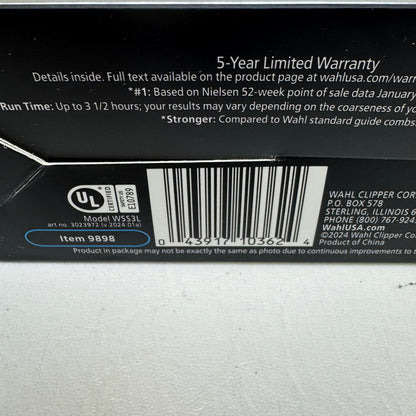 5-Year Limited Warranty
Details inside. Full text available on the product page at wahlusa.com/warr
*#1: Based on Nielsen 52-week point of sale data January
Run Time: Up to 3 1/2 hours; your results may vary depending on the coarseness of yo
*Stronger: Compared to Wahl standard guide combs.
UL
CERTIFIED
SAFETY US
E10789
Model WSS3L
art no. 3023972 (v.2024.01a)
Item 9898
0 43917 10362 4
WAHL CLIPPER COR
P.O. BOX 578
STERLING, ILLINOIS 6
PHONE (800) 767-924
WahlUSA.com
©2024 Wahl Clipper Cor
Product of China
Product in package may not be exactly the same as photo due to continuous improvements to